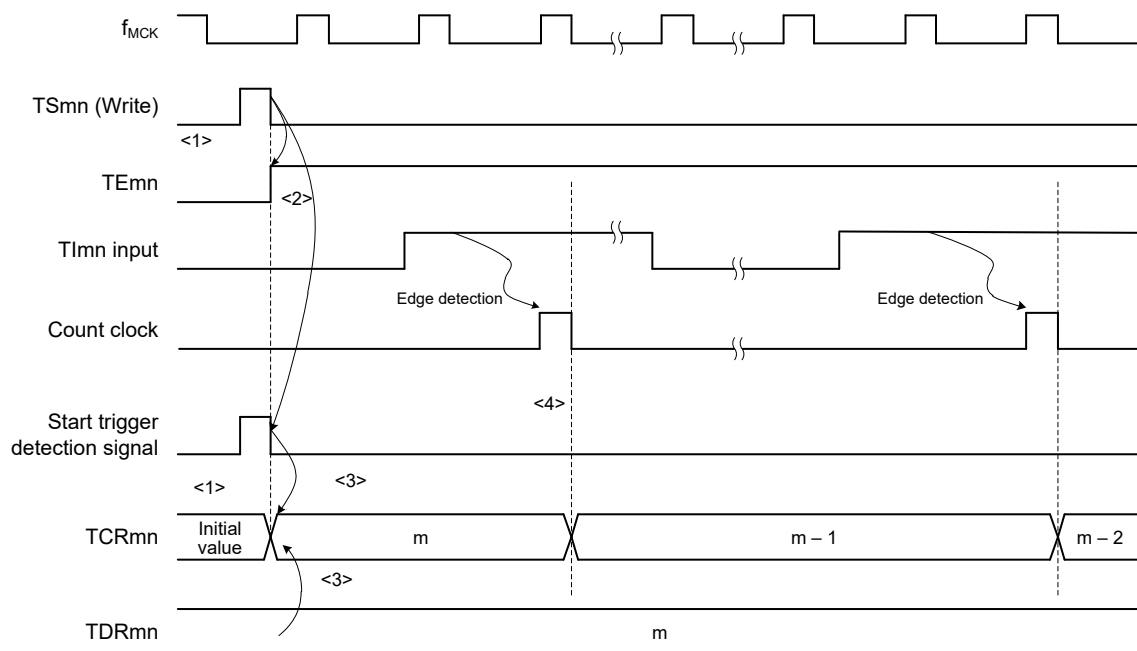 fMCK
TSmn (Write)
<1>
TEmn
<2>
TImn input
Edge detection
Edge detection
Count clock
<4>
Start trigger
detection signal
<1>
<3>
TCRmn
Initial
value
m
m – 1
m – 2
<3>
TDRmn
m